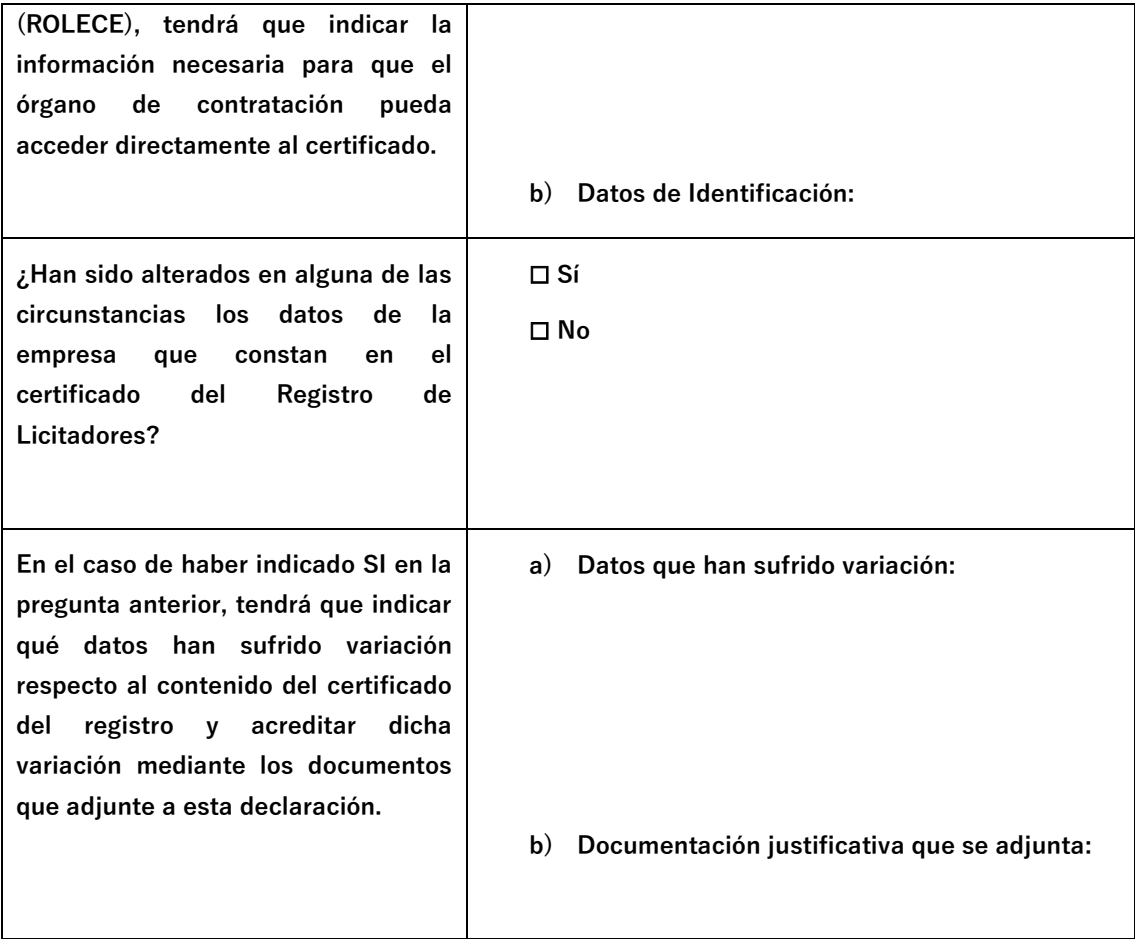 (ROLECE), tendrá que indicar la
información necesaria para que el
órgano de contratación pueda
acceder directamente al certificado.
b) Datos de Identificación:
¿Han sido alterados en alguna de las
circunstancias los datos de la
empresa que constan en el
certificado del Registro de
Licitadores?
☐ Sí
☐ No
En el caso de haber indicado SI en la
pregunta anterior, tendrá que indicar
qué datos han sufrido variación
respecto al contenido del certificado
del registro y acreditar dicha
variación mediante los documentos
que adjunte a esta declaración.
a) Datos que han sufrido variación:
b) Documentación justificativa que se adjunta: